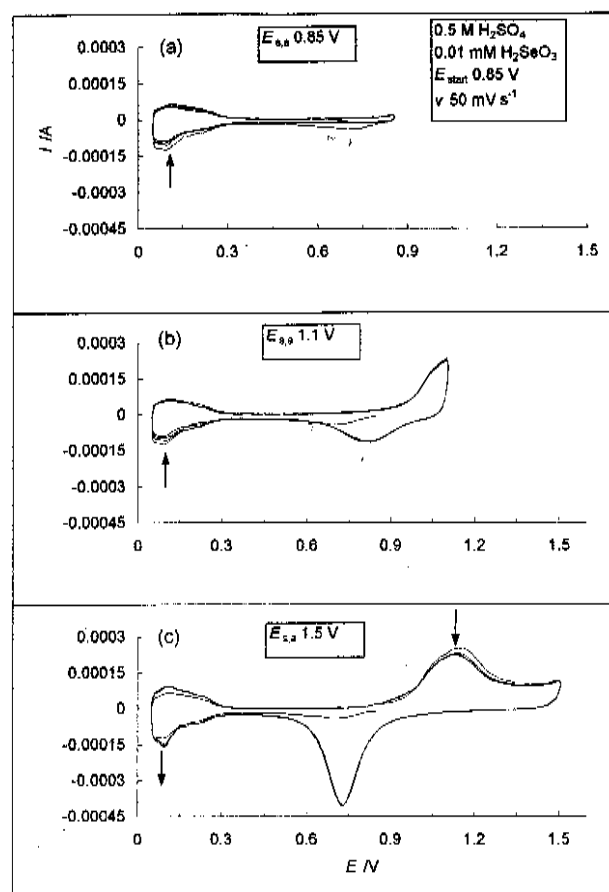 (a)
E a,a 0.85 V
0.5 M H₂SO₄
0.01 mM H₂SeO₃
E start 0.85 V
v 50 mV s⁻¹
0.0003
0.00015
0
-0.00015
-0.0003
-0.00045
I /A
0 0.3 0.6 0.9 1.2 1.5
(b)
E a,a 1.1 V
0.0003
0.00015
0
-0.00015
-0.0003
-0.00045
0 0.3 0.6 0.9 1.2 1.5
(c)
E s,a 1.5 V
0.0003
0.00015
0
-0.00015
-0.0003
-0.00045
0 0.3 0.6 0.9 1.2 1.5
E /V